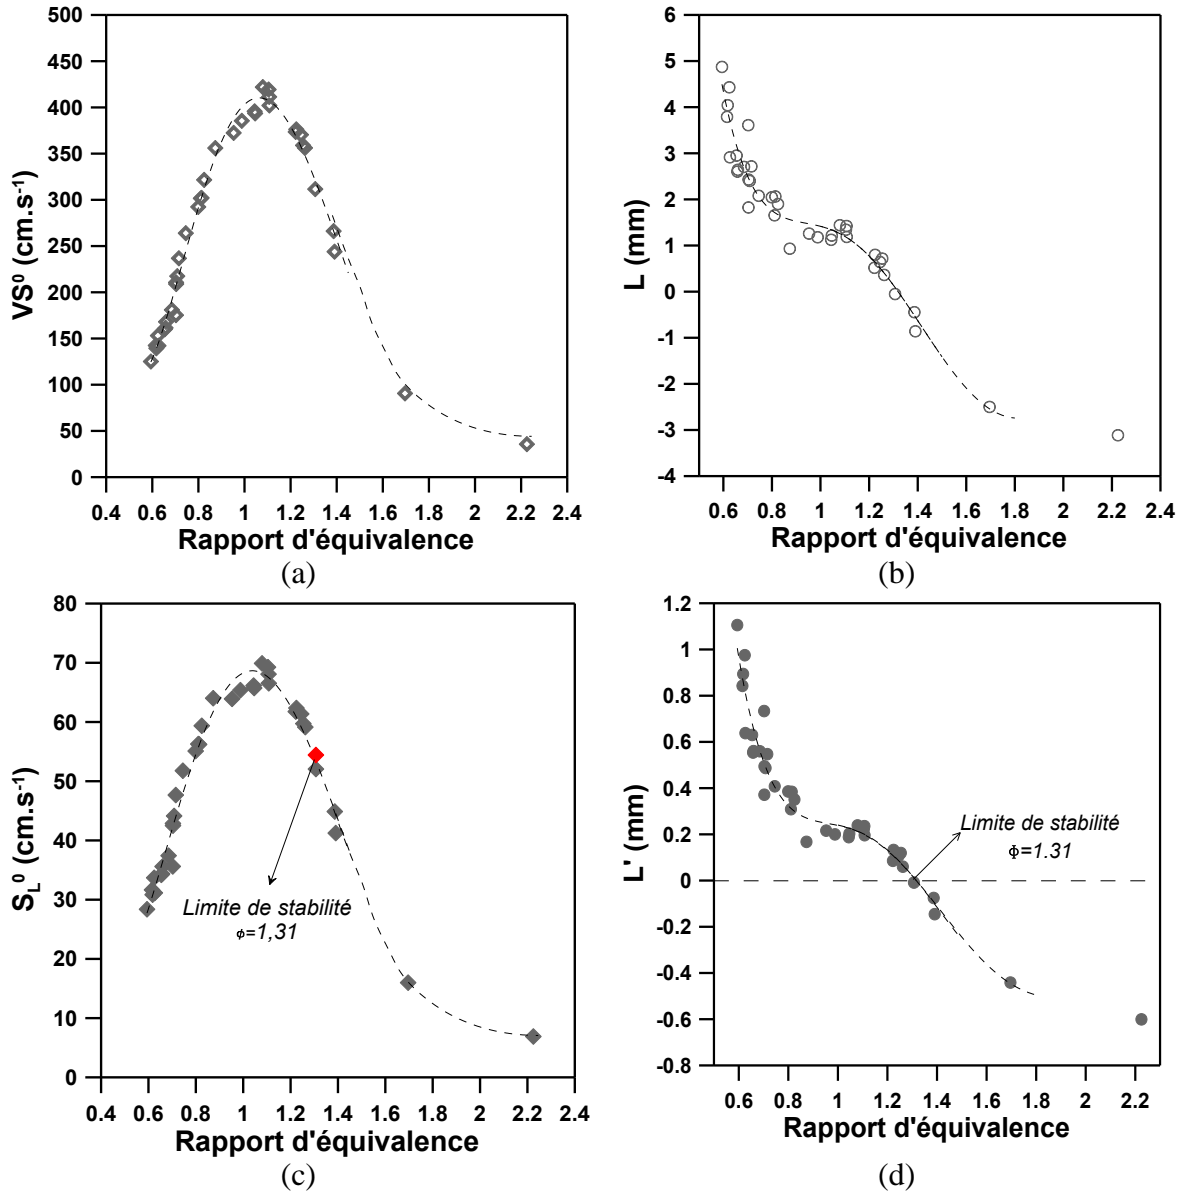 500
450
400
350
300
250
200
150
100
50
0
VS⁰ (cm.s⁻¹)
0.4 0.6 0.8 1 1.2 1.4 1.6 1.8 2 2.2 2.4
Rapport d'équivalence
(a)
6
5
4
3
2
1
0
-1
-2
-3
-4
L (mm)
0.6 0.8 1 1.2 1.4 1.6 1.8 2 2.2 2.4
Rapport d'équivalence
(b)
80
70
60
50
40
30
20
10
0
S_L⁰ (cm.s⁻¹)
Limite de stabilité
ϕ=1,31
0.4 0.6 0.8 1 1.2 1.4 1.6 1.8 2 2.2 2.4
Rapport d'équivalence
(c)
1.2
1
0.8
0.6
0.4
0.2
0
-0.2
-0.4
-0.6
-0.8
L' (mm)
Limite de stabilité
Φ=1.31
0.6 0.8 1 1.2 1.4 1.6 1.8 2 2.2
Rapport d'équivalence
(d)